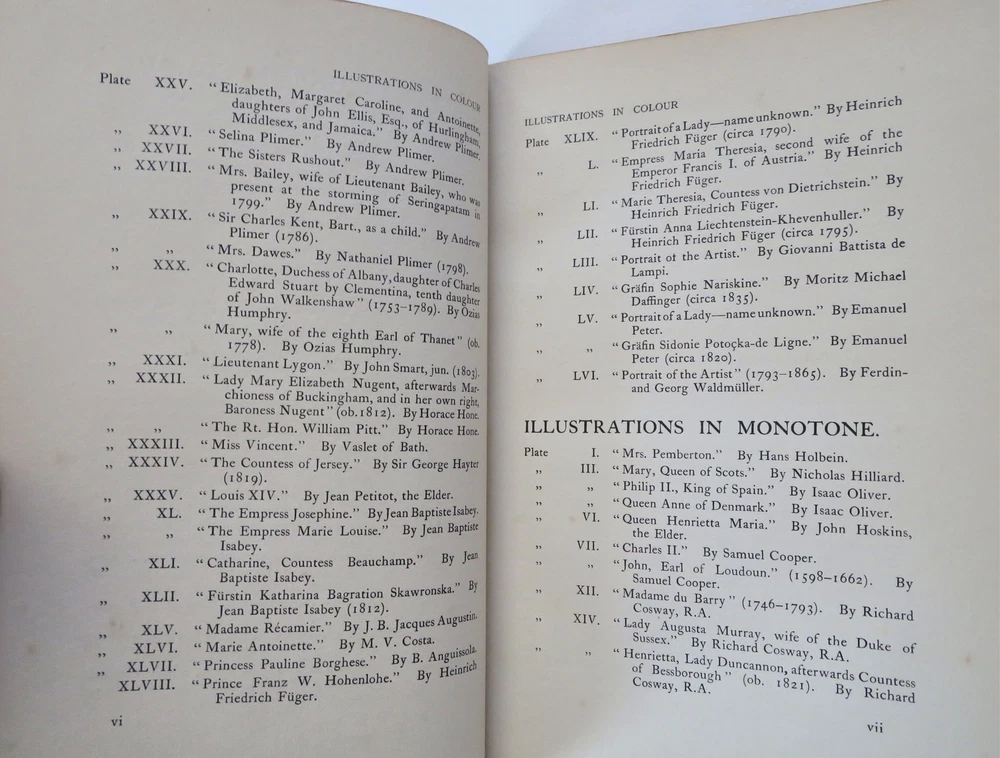 ILLUSTRATIONS IN COLOUR
Plate XXV. “Elizabeth, Margaret Caroline, and Antoinette,
daughters of John Ellis, Esq., of Hurlingham,
Middlesex, and Jamaica.” By Andrew Plimer.
„ XXVI. “Selina Plimer.” By Andrew Plimer.
„ XXVII. “The Sisters Rushout.” By Andrew Plimer.
„ XXVIII. “Mrs. Bailey, wife of Lieutenant Bailey, who was
present at the storming of Seringapatam in
1799.” By Andrew Plimer.
„ XXIX. “Sir Charles Kent, Bart., as a child.” By Andrew
Plimer (1786).
„ „ “Mrs. Dawes.” By Nathaniel Plimer (1798).
„ XXX. “Charlotte, Duchess of Albany, daughter of Charles
Edward Stuart by Clementina, tenth daughter
of John Walkenshaw” (1753–1789). By Ozias
Humphry.
„ „ “Mary, wife of the eighth Earl of Thanet” (ob.
1778). By Ozias Humphry.
„ XXXI. “Lieutenant Lygon.” By John Smart, jun. (1803).
„ XXXII. “Lady Mary Elizabeth Nugent, afterwards Mar-
chioness of Buckingham, and in her own right,
Baroness Nugent” (ob. 1812). By Horace Hone.
„ „ “The Rt. Hon. William Pitt.” By Horace Hone.
„ XXXIII. “Miss Vincent.” By Vaslet of Bath.
„ XXXIV. “The Countess of Jersey.” By Sir George Hayter
(1819).
„ XXXV. “Louis XIV.” By Jean Petitot, the Elder.
„ XL. “The Empress Josephine.” By Jean Baptiste Isabey.
„ „ “The Empress Marie Louise.” By Jean Baptiste
Isabey.
„ XLI. “Catharine, Countess Beauchamp.” By Jean
Baptiste Isabey.
„ XLII. “Fürstin Katharina Bagration Skawronska.” By
Jean Baptiste Isabey (1812).
„ XLV. “Madame Récamier.” By J. B. Jacques Augustin.
„ XLVI. “Marie Antoinette.” By M. V. Costa.
„ XLVII. “Princess Pauline Borghese.” By B. Anguissola.
XLVIII. “Prince Franz W. Hohenlohe.” By Heinrich
Friedrich Füger.
vi
ILLUSTRATIONS IN COLOUR
Plate XLIX. “Portrait of a Lady—name unknown.” By Heinrich
Friedrich Füger (circa 1790).
„ L. “Empress Maria Theresia, second wife of the
Emperor Francis I. of Austria.” By Heinrich
Friedrich Füger.
„ LI. “Marie Theresia, Countess von Dietrichstein.” By
Heinrich Friedrich Füger.
„ LII. “Fürstin Anna Liechtenstein-Khevenhuller.” By
Heinrich Friedrich Füger (circa 1795).
„ LIII. “Portrait of the Artist.” By Giovanni Battista de
Lampi.
„ LIV. “Gräfin Sophie Nariskine.” By Moritz Michael
Daffinger (circa 1835).
„ LV. “Portrait of a Lady—name unknown.” By Emanuel
Peter.
„ „ “Gräfin Sidonie Potoçka-de Ligne.” By Emanuel
Peter (circa 1820).
„ LVI. “Portrait of the Artist” (1793–1865). By Ferdin-
and Georg Waldmüller.
ILLUSTRATIONS IN MONOTONE.
Plate I. “Mrs. Pemberton.” By Hans Holbein.
„ III. “Mary, Queen of Scots.” By Nicholas Hilliard.
„ „ “Philip II., King of Spain.” By Isaac Oliver.
„ „ “Queen Anne of Denmark.” By Isaac Oliver.
„ VI. “Queen Henrietta Maria.” By John Hoskins,
the Elder.
„ VII. “Charles II.” By Samuel Cooper.
„ „ “John, Earl of Loudoun.” (1598–1662). By
Samuel Cooper.
„ XII. “Madame du Barry” (1746–1793). By Richard
Cosway, R.A.
„ XIV. “Lady Augusta Murray, wife of the Duke of
Sussex.” By Richard Cosway, R.A.
„ „ “Henrietta, Lady Duncannon, afterwards Countess
of Bessborough” (ob. 1821). By Richard
Cosway, R.A.
vii